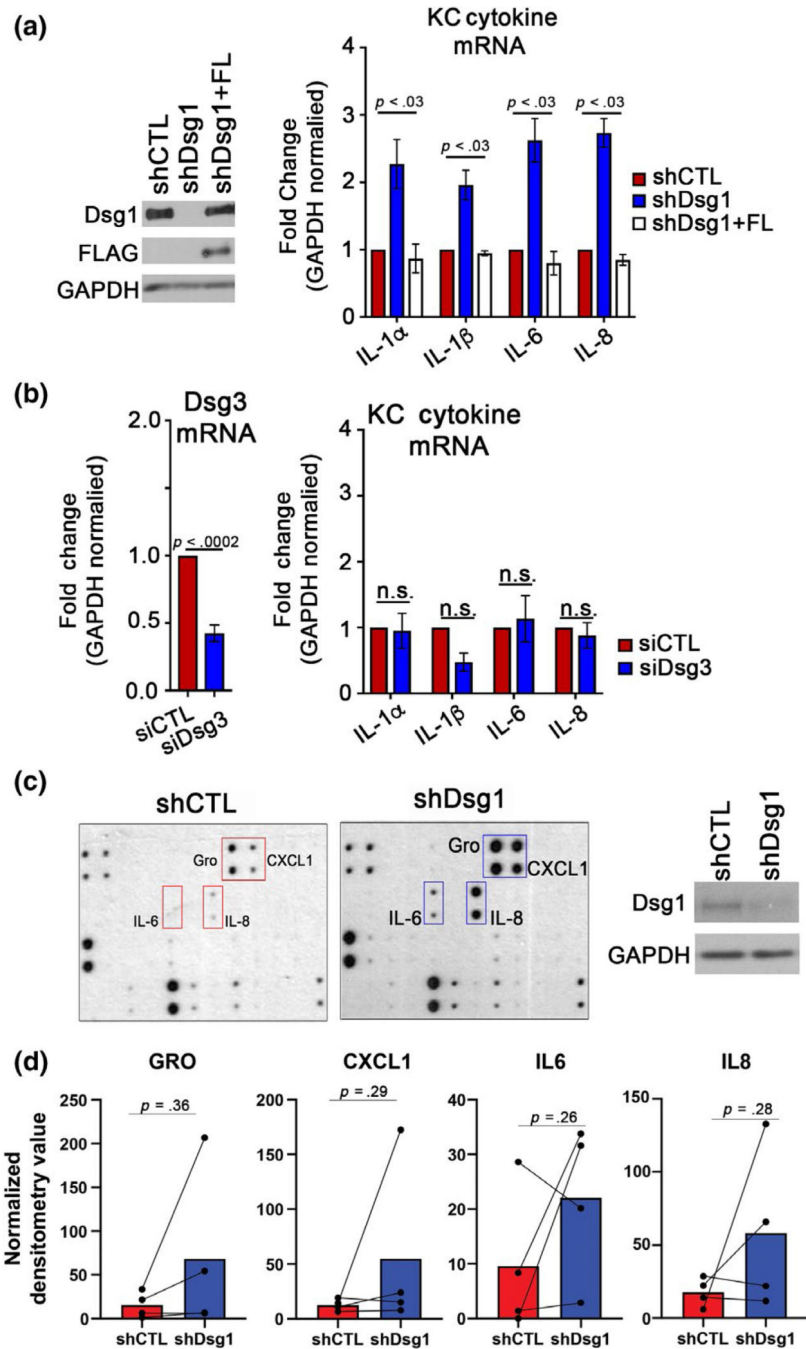 (a)
shCTL
shDsg1
shDsg1+FL
Dsg1
FLAG
GAPDH
KC cytokine
mRNA
Fold Change
(GAPDH normalied)
4
3
2
1
0
p < .03
p < .03
p < .03
p < .03
IL-1α
IL-1β
IL-6
IL-8
shCTL
shDsg1
shDsg1+FL
(b)
Dsg3
mRNA
Fold change
(GAPDH normalied)
2.0
1.0
0.5
0.0
p < .0002
siCTL
siDsg3
KC cytokine
mRNA
Fold change
(GAPDH normalied)
4
2
1
0
n.s.
n.s.
n.s.
n.s.
IL-1α
IL-1β
IL-6
IL-8
siCTL
siDsg3
(c)
shCTL
Gro
CXCL1
IL-6
IL-8
shDsg1
Gro
CXCL1
IL-6
IL-8
shCTL
shDsg1
Dsg1
GAPDH
(d)
Normalized
densitometry value
GRO
250
200
150
100
50
0
p = .36
shCTL shDsg1
CXCL1
200
150
100
50
0
p = .29
shCTL shDsg1
IL6
40
30
20
10
0
p = .26
shCTL shDsg1
IL8
150
100
50
0
p = .28
shCTL shDsg1